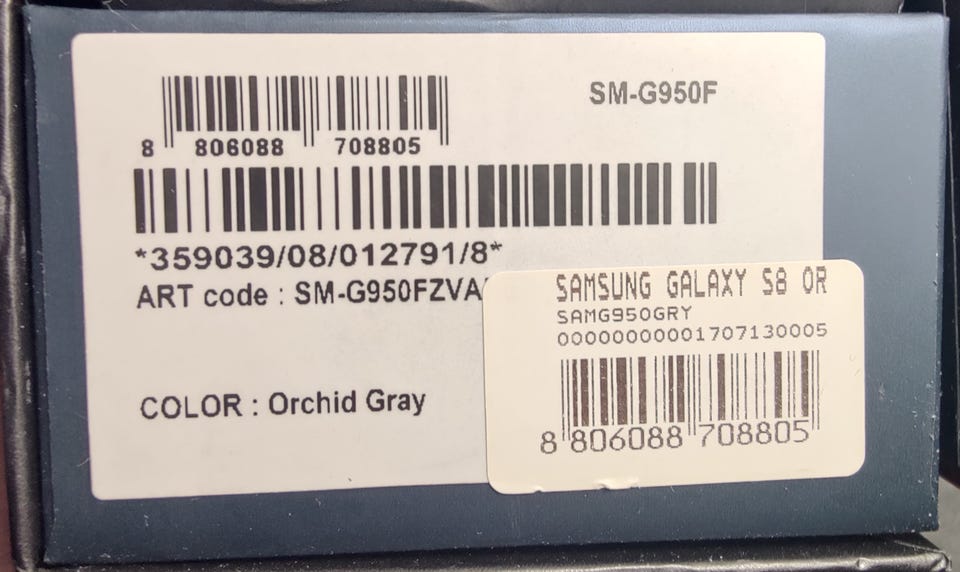 SM-G950F
8 806088 708805
*359039/08/012791/8*
ART code : SM-G950FZVA
COLOR : Orchid Gray
SAMSUNG GALAXY S8 OR
SAMG950GRY
00000000001707130005
8 806088 708805